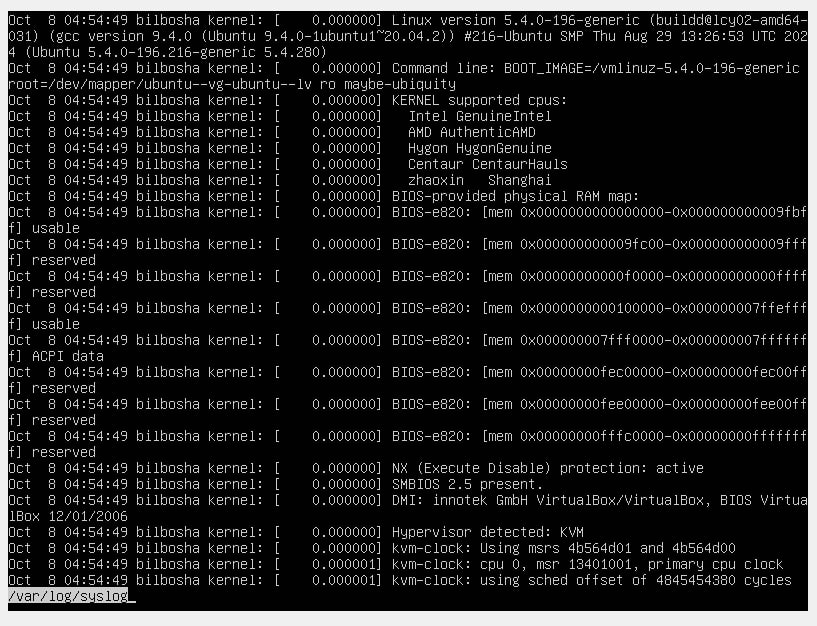 Oct  8 04:54:49 bilbosha kernel: [    0.000000] Linux version 5.4.0-196-generic (buildd@lcy02-amd64-
031) (gcc version 9.4.0 (Ubuntu 9.4.0-1ubuntu1~20.04.2)) #216-Ubuntu SMP Thu Aug 29 13:26:53 UTC 202
4 (Ubuntu 5.4.0-196.216-generic 5.4.280)
Oct  8 04:54:49 bilbosha kernel: [    0.000000] Command line: BOOT_IMAGE=/vmlinuz-5.4.0-196-generic
root=/dev/mapper/ubuntu--vg-ubuntu--lv ro maybe-ubiquity
Oct  8 04:54:49 bilbosha kernel: [    0.000000] KERNEL supported cpus:
Oct  8 04:54:49 bilbosha kernel: [    0.000000]   Intel GenuineIntel
Oct  8 04:54:49 bilbosha kernel: [    0.000000]   AMD AuthenticAMD
Oct  8 04:54:49 bilbosha kernel: [    0.000000]   Hygon HygonGenuine
Oct  8 04:54:49 bilbosha kernel: [    0.000000]   Centaur CentaurHauls
Oct  8 04:54:49 bilbosha kernel: [    0.000000]   zhaoxin   Shanghai
Oct  8 04:54:49 bilbosha kernel: [    0.000000] BIOS-provided physical RAM map:
Oct  8 04:54:49 bilbosha kernel: [    0.000000] BIOS-e820: [mem 0x0000000000000000-0x000000000009fbf
f] usable
Oct  8 04:54:49 bilbosha kernel: [    0.000000] BIOS-e820: [mem 0x000000000009fc00-0x000000000009fff
f] reserved
Oct  8 04:54:49 bilbosha kernel: [    0.000000] BIOS-e820: [mem 0x00000000000f0000-0x00000000000ffff
f] reserved
Oct  8 04:54:49 bilbosha kernel: [    0.000000] BIOS-e820: [mem 0x0000000000100000-0x000000007ffefff
f] usable
Oct  8 04:54:49 bilbosha kernel: [    0.000000] BIOS-e820: [mem 0x000000007fff0000-0x000000007ffffff
f] ACPI data
Oct  8 04:54:49 bilbosha kernel: [    0.000000] BIOS-e820: [mem 0x00000000fec00000-0x00000000fec00ff
f] reserved
Oct  8 04:54:49 bilbosha kernel: [    0.000000] BIOS-e820: [mem 0x00000000fee00000-0x00000000fee00ff
f] reserved
Oct  8 04:54:49 bilbosha kernel: [    0.000000] BIOS-e820: [mem 0x00000000fffc0000-0x00000000fffffff
f] reserved
Oct  8 04:54:49 bilbosha kernel: [    0.000000] NX (Execute Disable) protection: active
Oct  8 04:54:49 bilbosha kernel: [    0.000000] SMBIOS 2.5 present.
Oct  8 04:54:49 bilbosha kernel: [    0.000000] DMI: innotek GmbH VirtualBox/VirtualBox, BIOS Virtua
lBox 12/01/2006
Oct  8 04:54:49 bilbosha kernel: [    0.000000] Hypervisor detected: KVM
Oct  8 04:54:49 bilbosha kernel: [    0.000000] kvm-clock: Using msrs 4b564d01 and 4b564d00
Oct  8 04:54:49 bilbosha kernel: [    0.000001] kvm-clock: cpu 0, msr 13401001, primary cpu clock
Oct  8 04:54:49 bilbosha kernel: [    0.000001] kvm-clock: using sched offset of 4845454380 cycles
/var/log/syslog